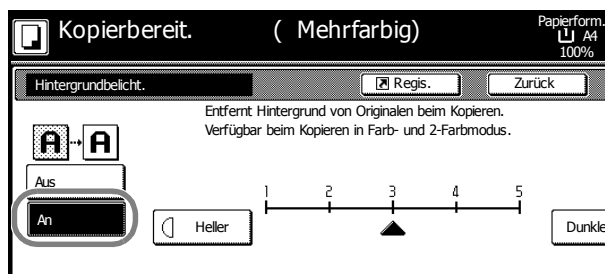 Kopierbereit. ( Mehrfarbig)
Papierform.
A4
100%
Hintergrundbelicht.
Regis.
Zurück
Entfernt Hintergrund von Originalen beim Kopieren.
Verfügbar beim Kopieren in Farb- und 2-Farbmodus.
A A
Aus
An
1 2 3 4 5
Heller
Dunkle